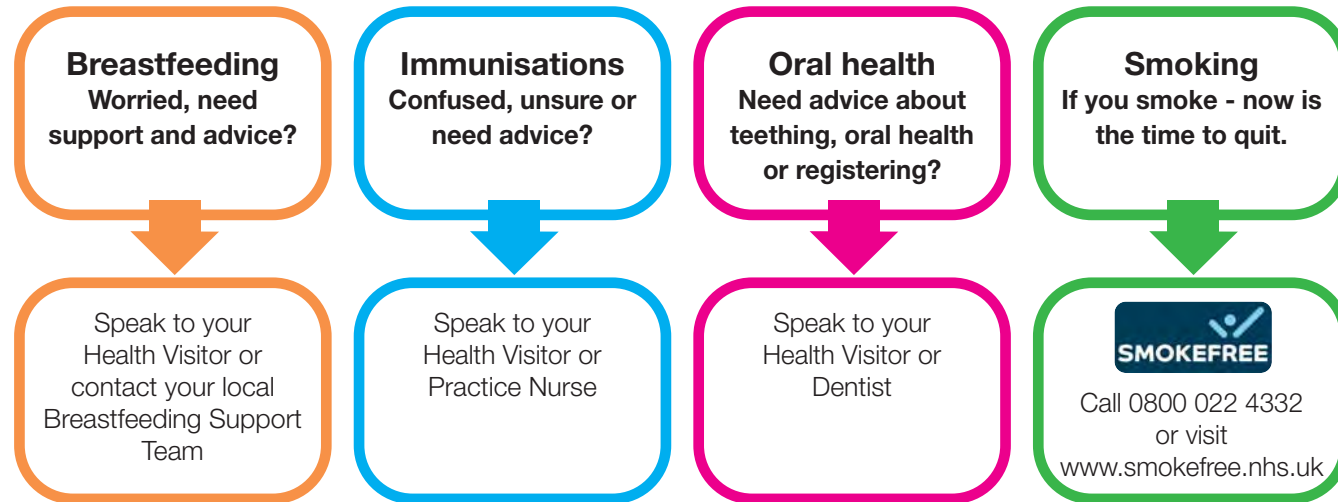 Breastfeeding
Worried, need
support and advice?
Speak to your
Health Visitor or
contact your local
Breastfeeding Support
Team
Immunisations
Confused, unsure or
need advice?
Speak to your
Health Visitor or
Practice Nurse
Oral health
Need advice about
teething, oral health
or registering?
Speak to your
Health Visitor or
Dentist
Smoking
If you smoke - now is
the time to quit.
SMOKEFREE
Call 0800 022 4332
or visit
www.smokefree.nhs.uk